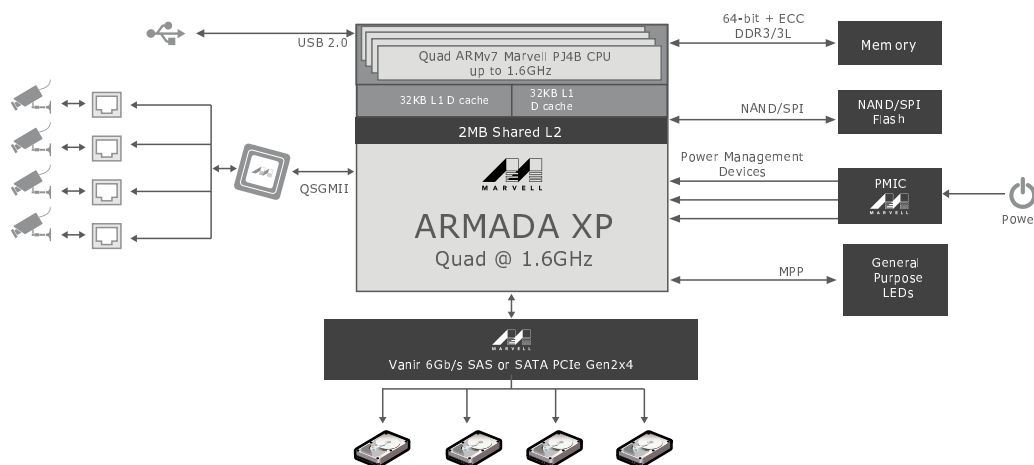 USB 2.0
Quad ARMv7 Marvell PJ4B CPU
up to 1.6GHz
32KB L1 D cache
32KB L1
D cache
2MB Shared L2
MARVELL
ARMADA XP
Quad @ 1.6GHz
QSGMII
64-bit + ECC
DDR3/3L
Memory
NAND/SPI
NAND/SPI
Flash
Power Management
Devices
PMIC
MARVELL
Powe
MPP
General
Purpose
LEDs
MARVELL
Vanir 6Gb/s SAS or SATA PCIe Gen2x4